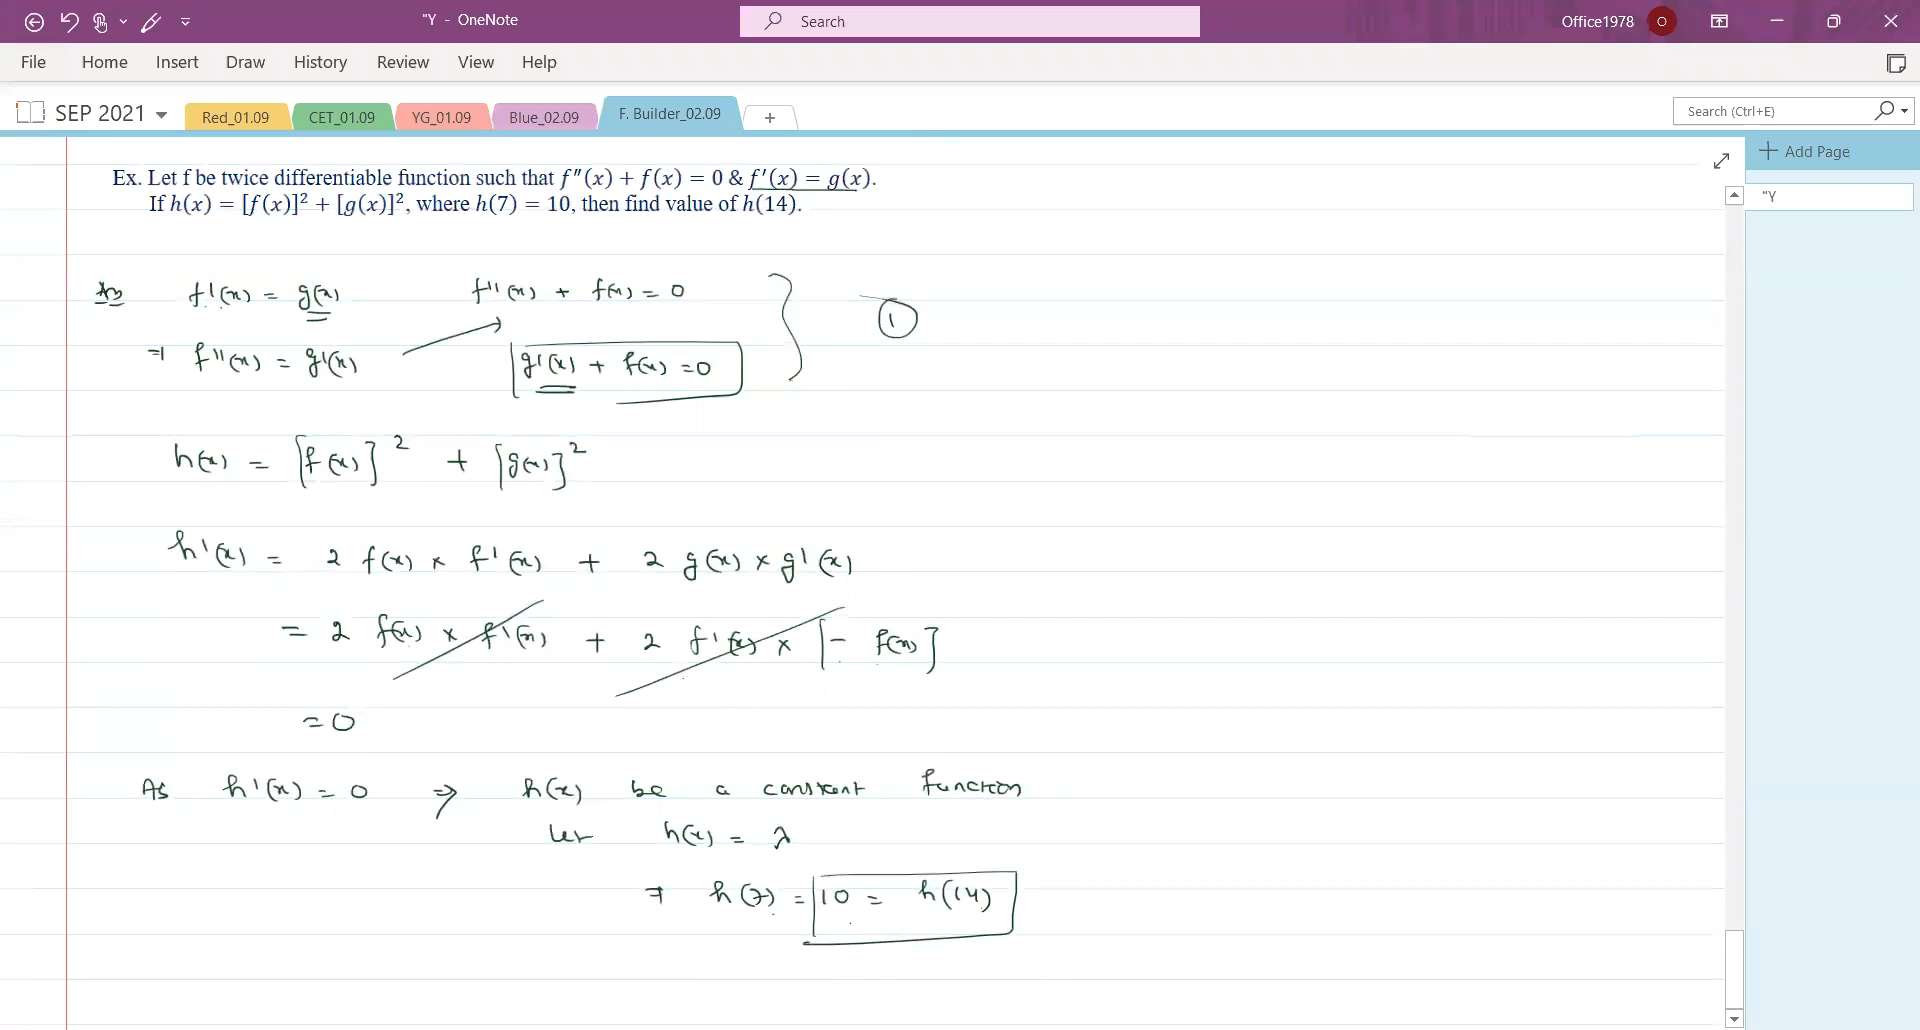 "Y - OneNote
Search
Office1978
O
File Home Insert Draw History Review View Help
SEP 2021
Red_01.09
CET_01.09
YG_01.09
Blue_02.09
F. Builder_02.09
+
Search (Ctrl+E)
+ Add Page
"Y
Ex. Let f be twice differentiable function such that f″(x) + f(x) = 0 & f′(x) = g(x).
If h(x) = [f(x)]² + [g(x)]², where h(7) = 10, then find value of h(14).
f'(x) = g(x) f''(x) + f(x) = 0
①
⇒ f''(x) = g'(x) g'(x) + f(x) = 0
h(x) = [f(x)]² + [g(x)]²
h'(x) = 2 f(x) × f'(x) + 2 g(x) × g'(x)
= 2 f(x) × f'(x) + 2 f'(x) × [- f(x)]
= 0
As h'(x) = 0 ⇒ h(x) be a constant function
Let h(x) = λ
⇒ h(7) = 10 = h(14)